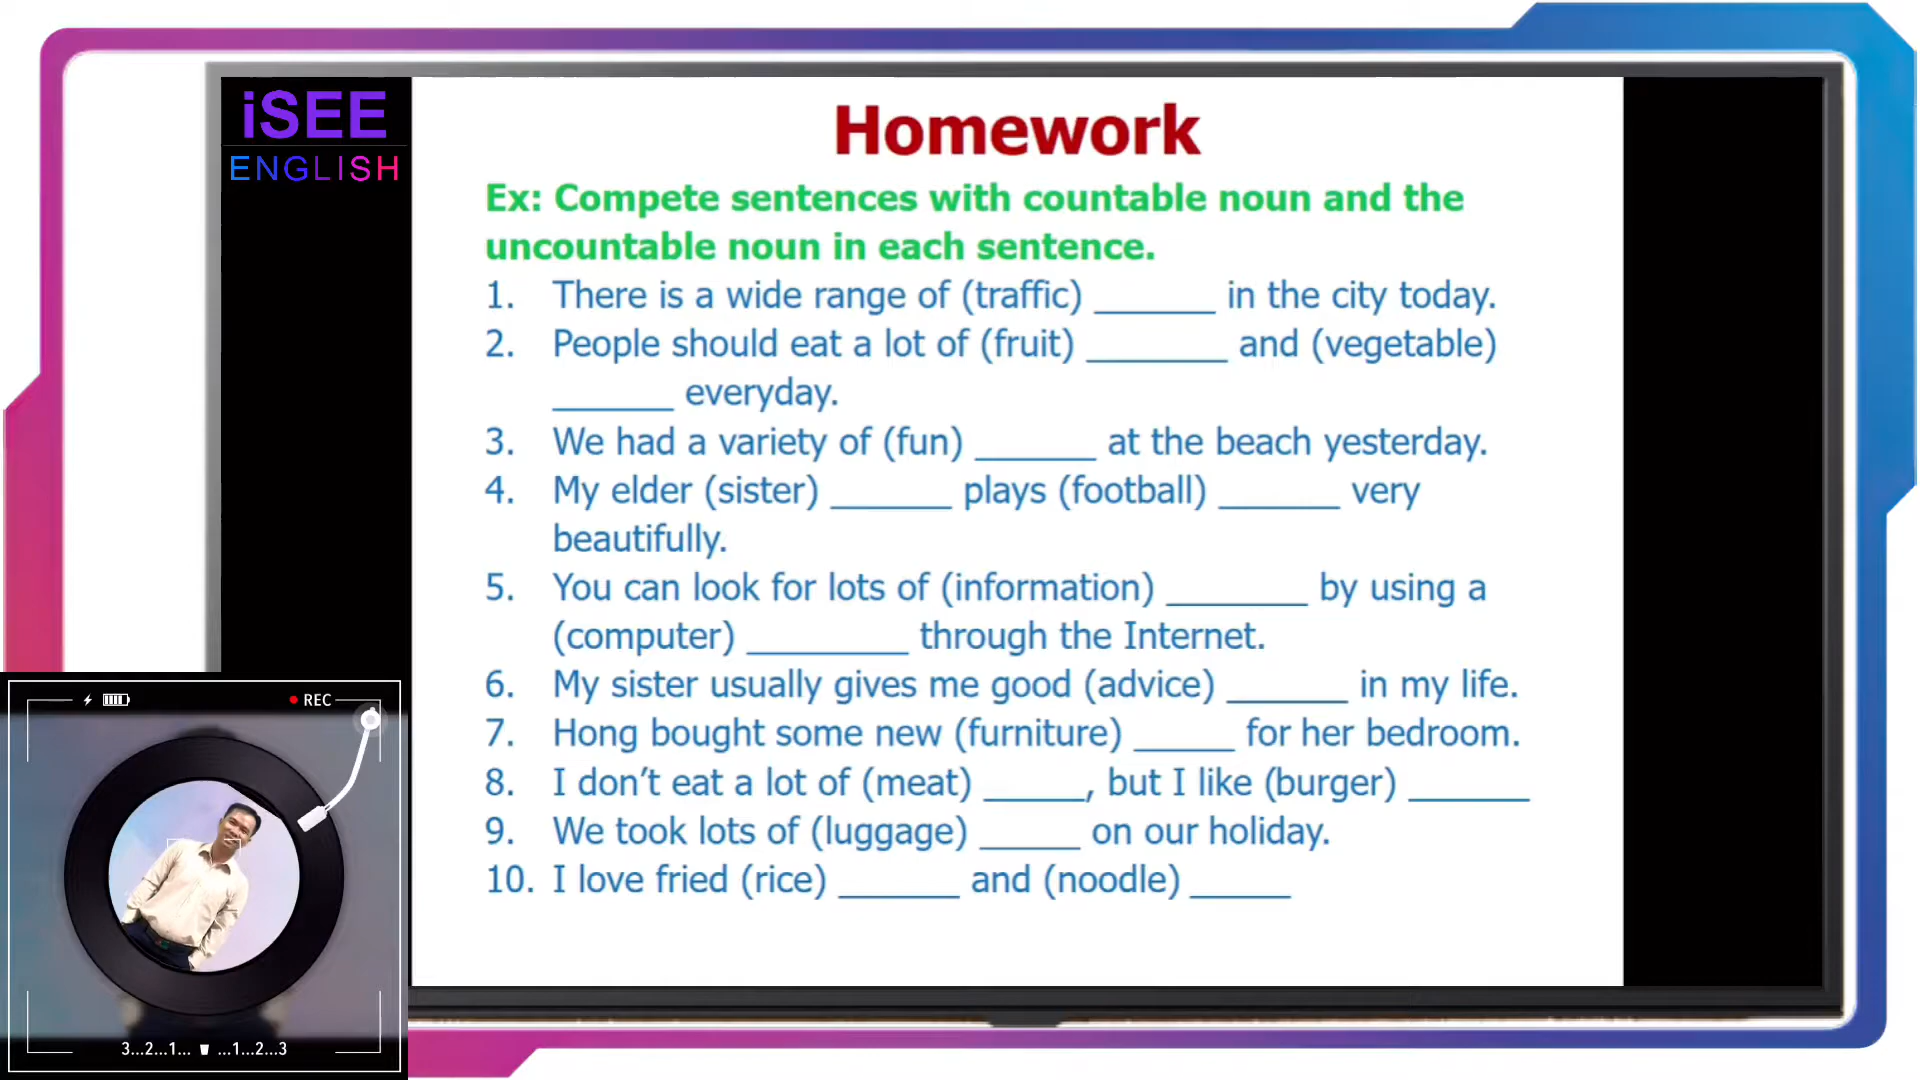 iSEE
ENGLISH
Homework
Ex: Compete sentences with countable noun and the
uncountable noun in each sentence.
1. There is a wide range of (traffic) ______ in the city today.
2. People should eat a lot of (fruit) _______ and (vegetable)
______ everyday.
3. We had a variety of (fun) ______ at the beach yesterday.
4. My elder (sister) ______ plays (football) ______ very
beautifully.
5. You can look for lots of (information) _______ by using a
(computer) ________ through the Internet.
6. My sister usually gives me good (advice) ______ in my life.
7. Hong bought some new (furniture) _____ for her bedroom.
8. I don’t eat a lot of (meat) _____, but I like (burger) ______
9. We took lots of (luggage) _____ on our holiday.
10. I love fried (rice) ______ and (noodle) _____
REC
3...2...1... ...1...2...3